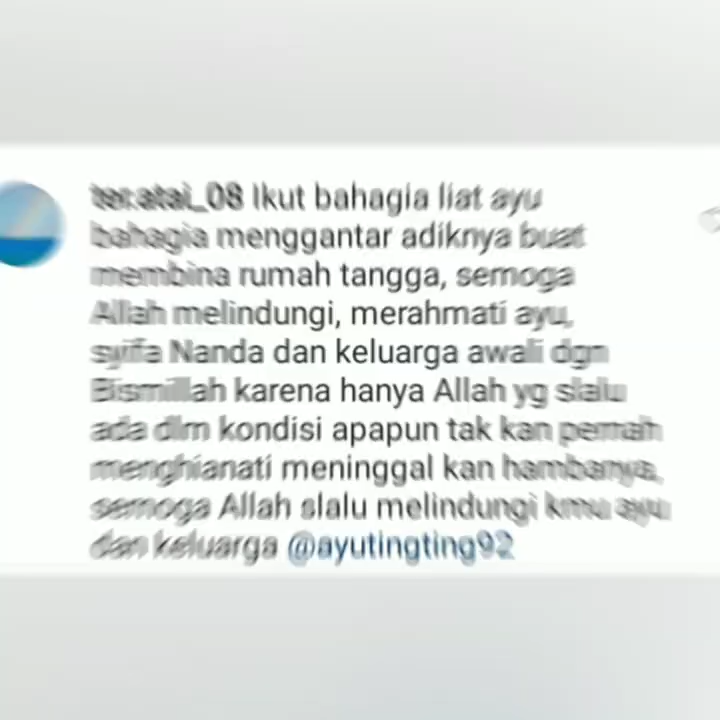 ter.atai_08 Ikut bahagia liat ayu
bahagia menggantar adiknya buat
membina rumah tangga, semoga
Allah melindungi, merahmati ayu,
syifa Nanda dan keluarga awali dgn
Bismillah karena hanya Allah yg slalu
ada dlm kondisi apapun tak kan pernah
menghianati meninggal kan hambanya,
semoga Allah slalu melindungi kmu ayu
dan keluarga @ayutingting92